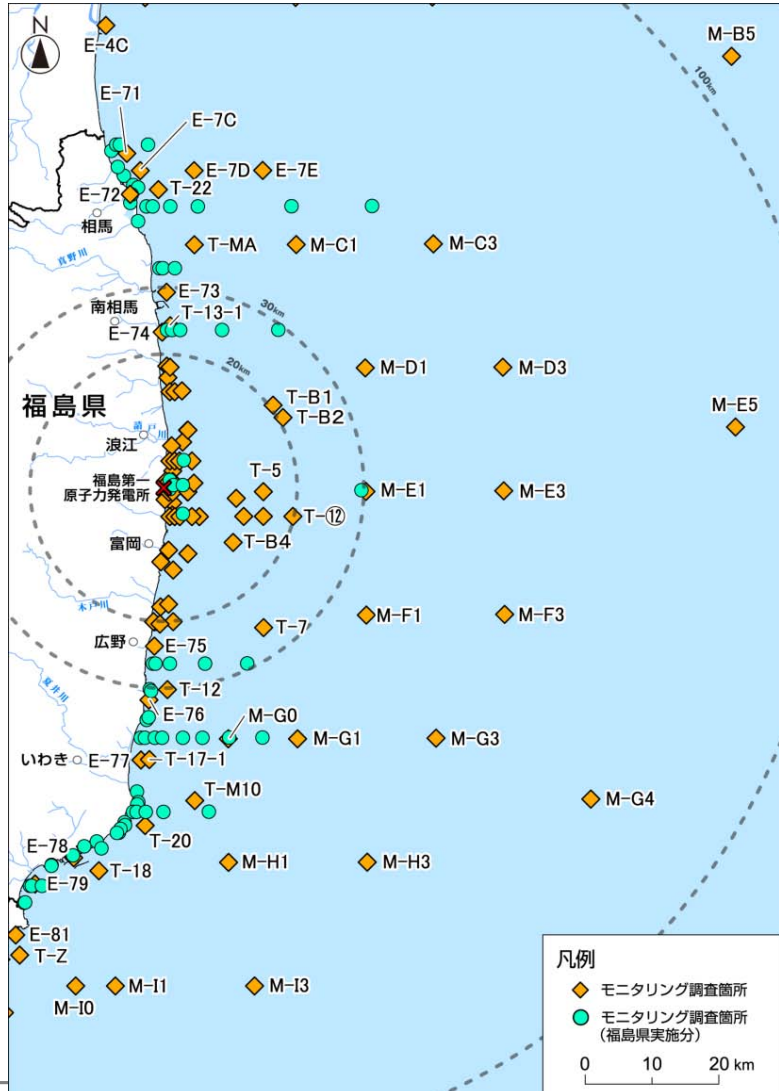 N
E-4C
M-B5
100km
E-71
E-7C
E-7D
E-7E
T-22
E-72
相馬
T-MA
M-C1
M-C3
真野川
E-73
30km
南相馬
T-13-1
E-74
20km
M-D1
M-D3
福島県
T-B1
T-B2
M-E5
請戸川
浪江
福島第一
原子力発電所
T-5
M-E1
M-E3
T-⑫
富岡
T-B4
木戸川
M-F1
M-F3
T-7
広野
E-75
T-12
夏井川
E-76
M-G0
M-G1
M-G3
いわき
E-77
T-17-1
T-M10
M-G4
T-20
E-78
T-18
M-H1
M-H3
E-79
E-81
T-Z
M-I0
M-I1
M-I3
凡例
モニタリング調査箇所
モニタリング調査箇所
(福島県実施分)
0 10 20 km